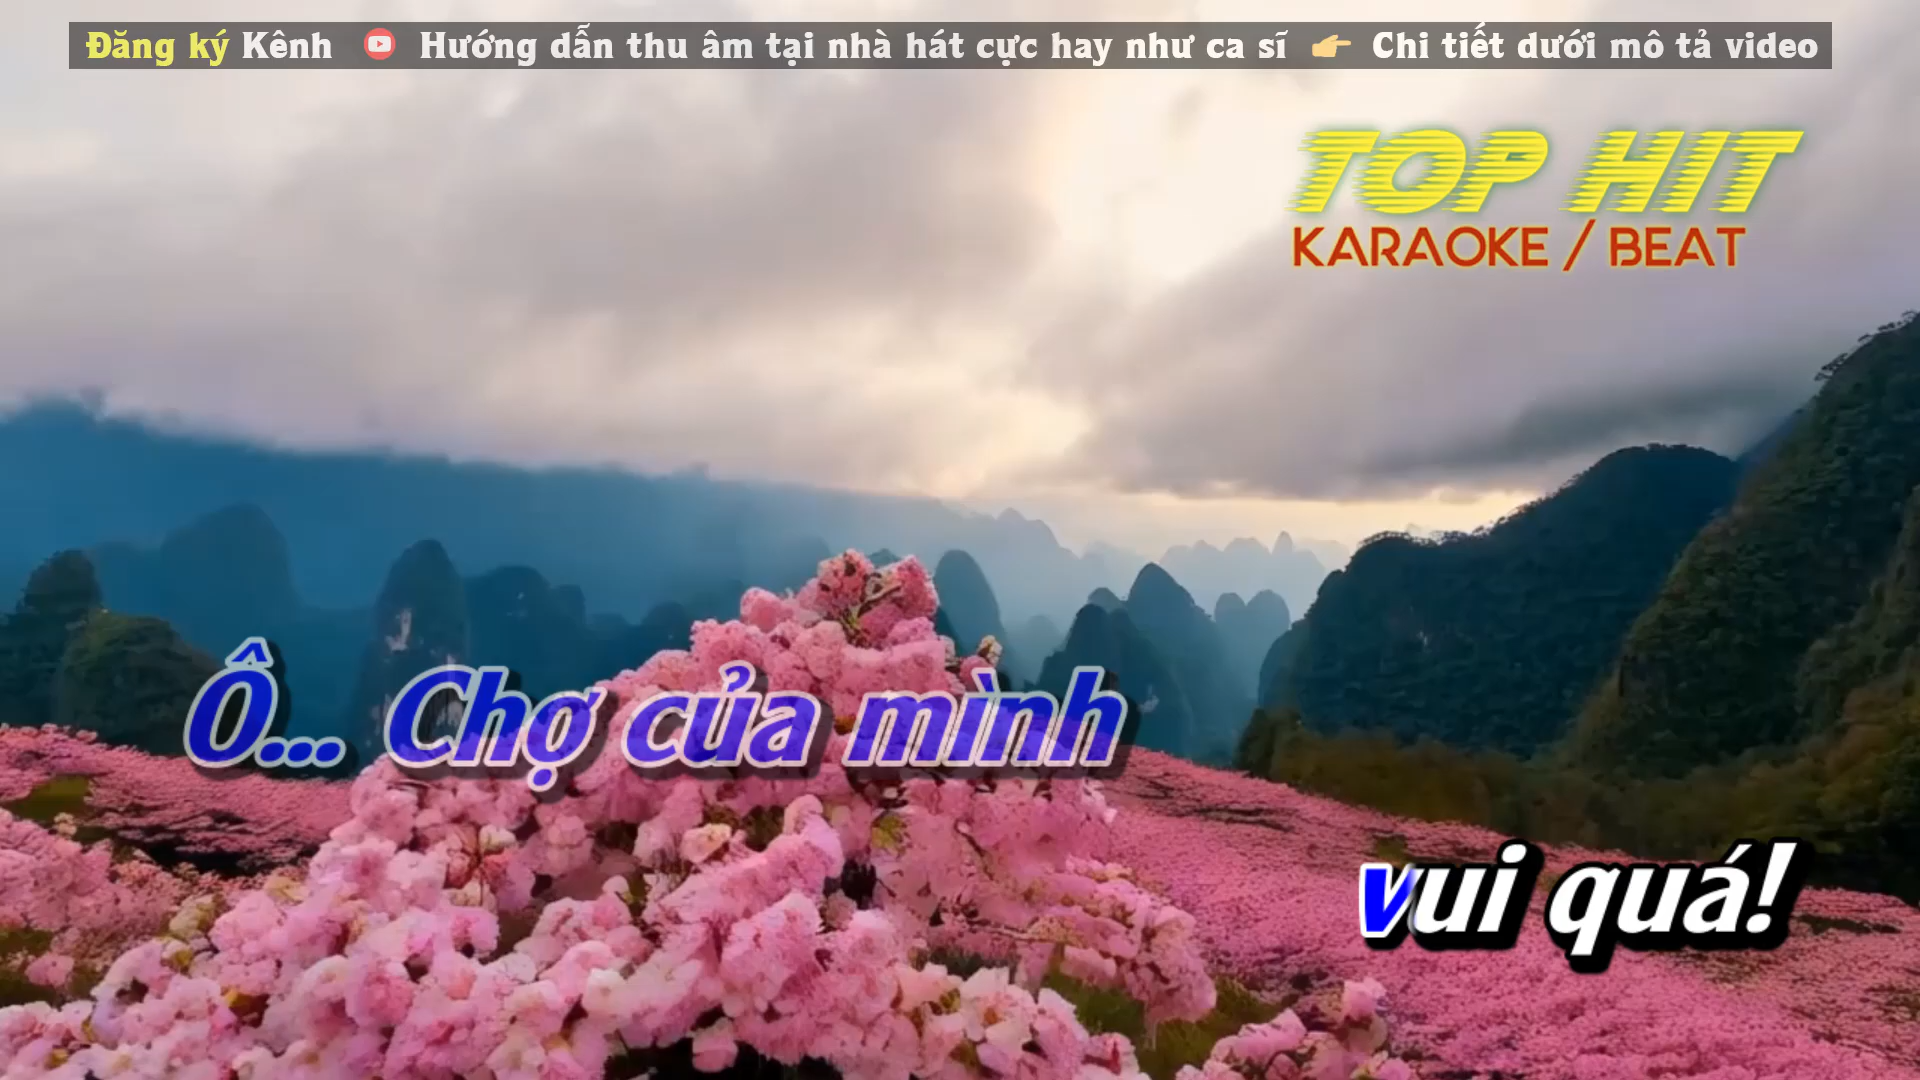 Đăng ký Kênh Hướng dẫn thu âm tại nhà hát cực hay như ca sĩ 👉 Chi tiết dưới mô tả video
TOP HIT
KARAOKE / BEAT
Ô... Chợ của mình
vui quá!